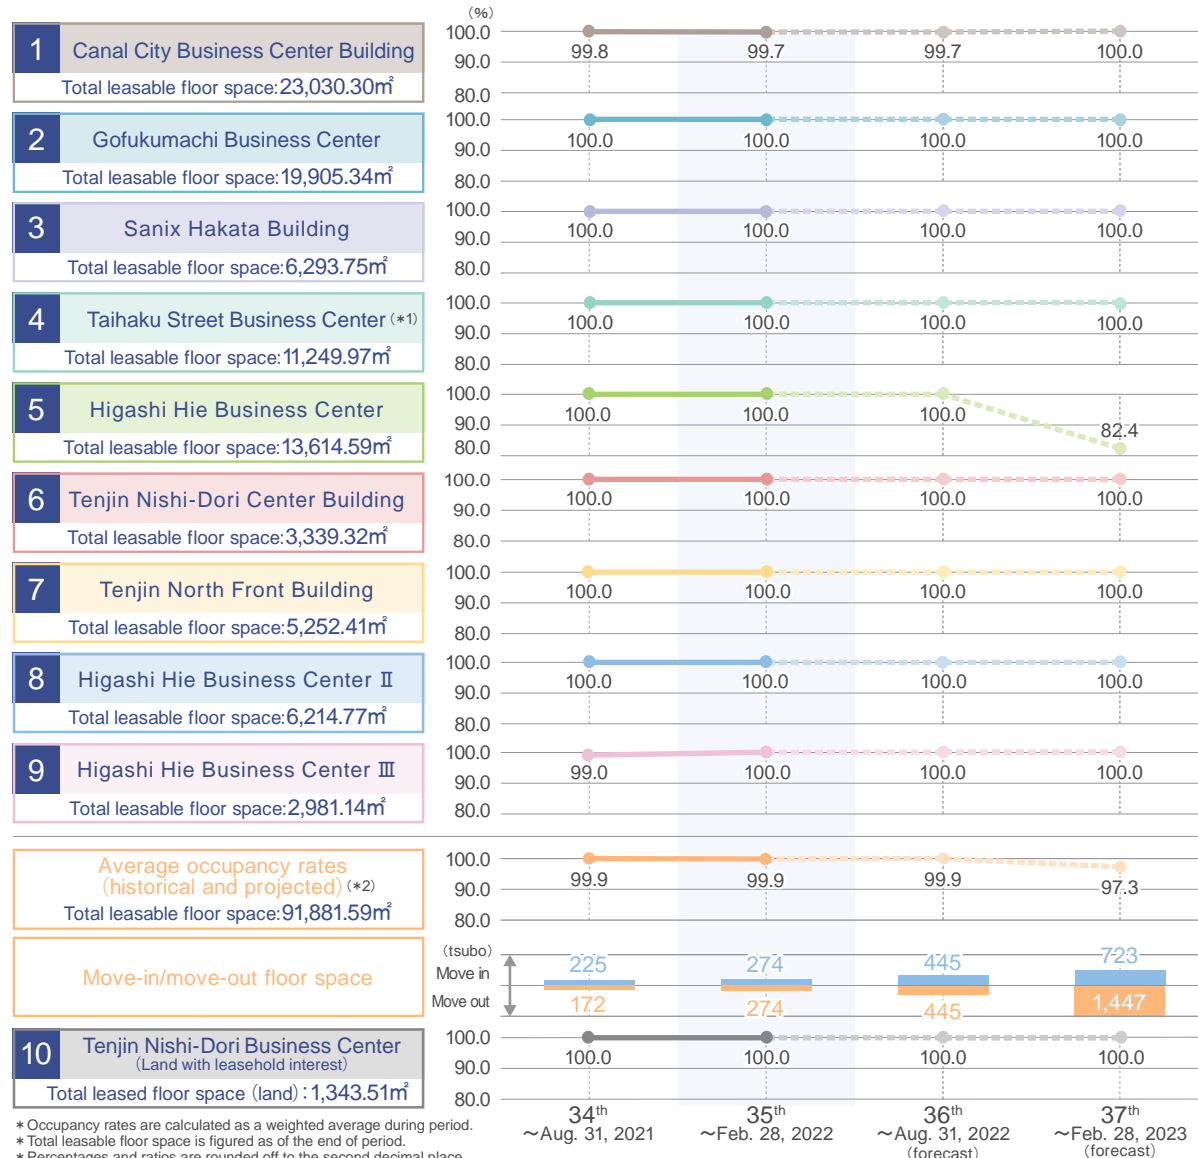 (%)
1 Canal City Business Center Building
Total leasable floor space:23,030.30㎡
100.0
90.0
80.0
99.8 99.7 99.7 100.0
2 Gofukumachi Business Center
Total leasable floor space:19,905.34㎡
100.0
90.0
80.0
100.0 100.0 100.0 100.0
3 Sanix Hakata Building
Total leasable floor space:6,293.75㎡
100.0
90.0
80.0
100.0 100.0 100.0 100.0
4 Taihaku Street Business Center (*1)
Total leasable floor space:11,249.97㎡
100.0
90.0
80.0
100.0 100.0 100.0 100.0
5 Higashi Hie Business Center
Total leasable floor space:13,614.59㎡
100.0
90.0
80.0
100.0 100.0 100.0 82.4
6 Tenjin Nishi-Dori Center Building
Total leasable floor space:3,339.32㎡
100.0
90.0
80.0
100.0 100.0 100.0 100.0
7 Tenjin North Front Building
Total leasable floor space:5,252.41㎡
100.0
90.0
80.0
100.0 100.0 100.0 100.0
8 Higashi Hie Business Center Ⅱ
Total leasable floor space:6,214.77㎡
100.0
90.0
80.0
100.0 100.0 100.0 100.0
9 Higashi Hie Business Center Ⅲ
Total leasable floor space:2,981.14㎡
100.0
90.0
80.0
99.0 100.0 100.0 100.0
Average occupancy rates
(historical and projected) (*2)
Total leasable floor space:91,881.59㎡
100.0
90.0
80.0
99.9 99.9 99.9 97.3
Move-in/move-out floor space
(tsubo)
Move in
Move out
225 274 445 723
172 274 445 1,447
10 Tenjin Nishi-Dori Business Center
(Land with leasehold interest)
Total leased floor space (land):1,343.51㎡
100.0
90.0
80.0
100.0 100.0 100.0 100.0
34th 35th 36th 37th
～Aug. 31, 2021 ～Feb. 28, 2022 ～Aug. 31, 2022 ～Feb. 28, 2023
(forecast) (forecast)
*Occupancy rates are calculated as a weighted average during period.
*Total leasable floor space is figured as of the end of period.
*Percentages and ratios are rounded off to the second decimal place